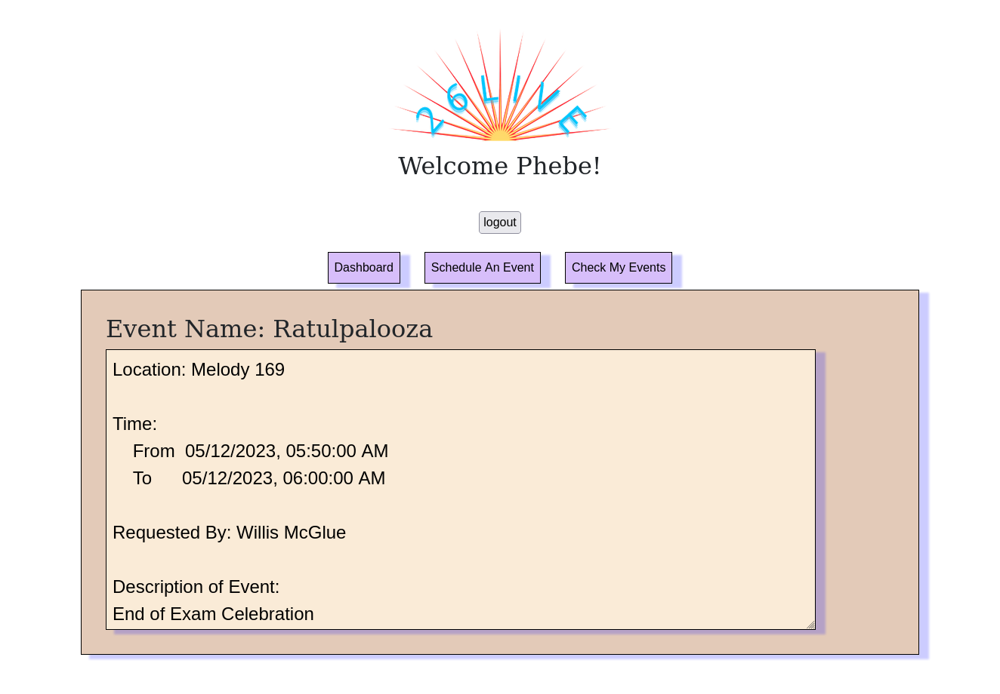 26LIVE
Welcome Phebe!
logout
Dashboard Schedule An Event Check My Events
Event Name: Ratulpalooza
Location: Melody 169
Time:
From 05/12/2023, 05:50:00 AM
To 05/12/2023, 06:00:00 AM
Requested By: Willis McGlue
Description of Event:
End of Exam Celebration